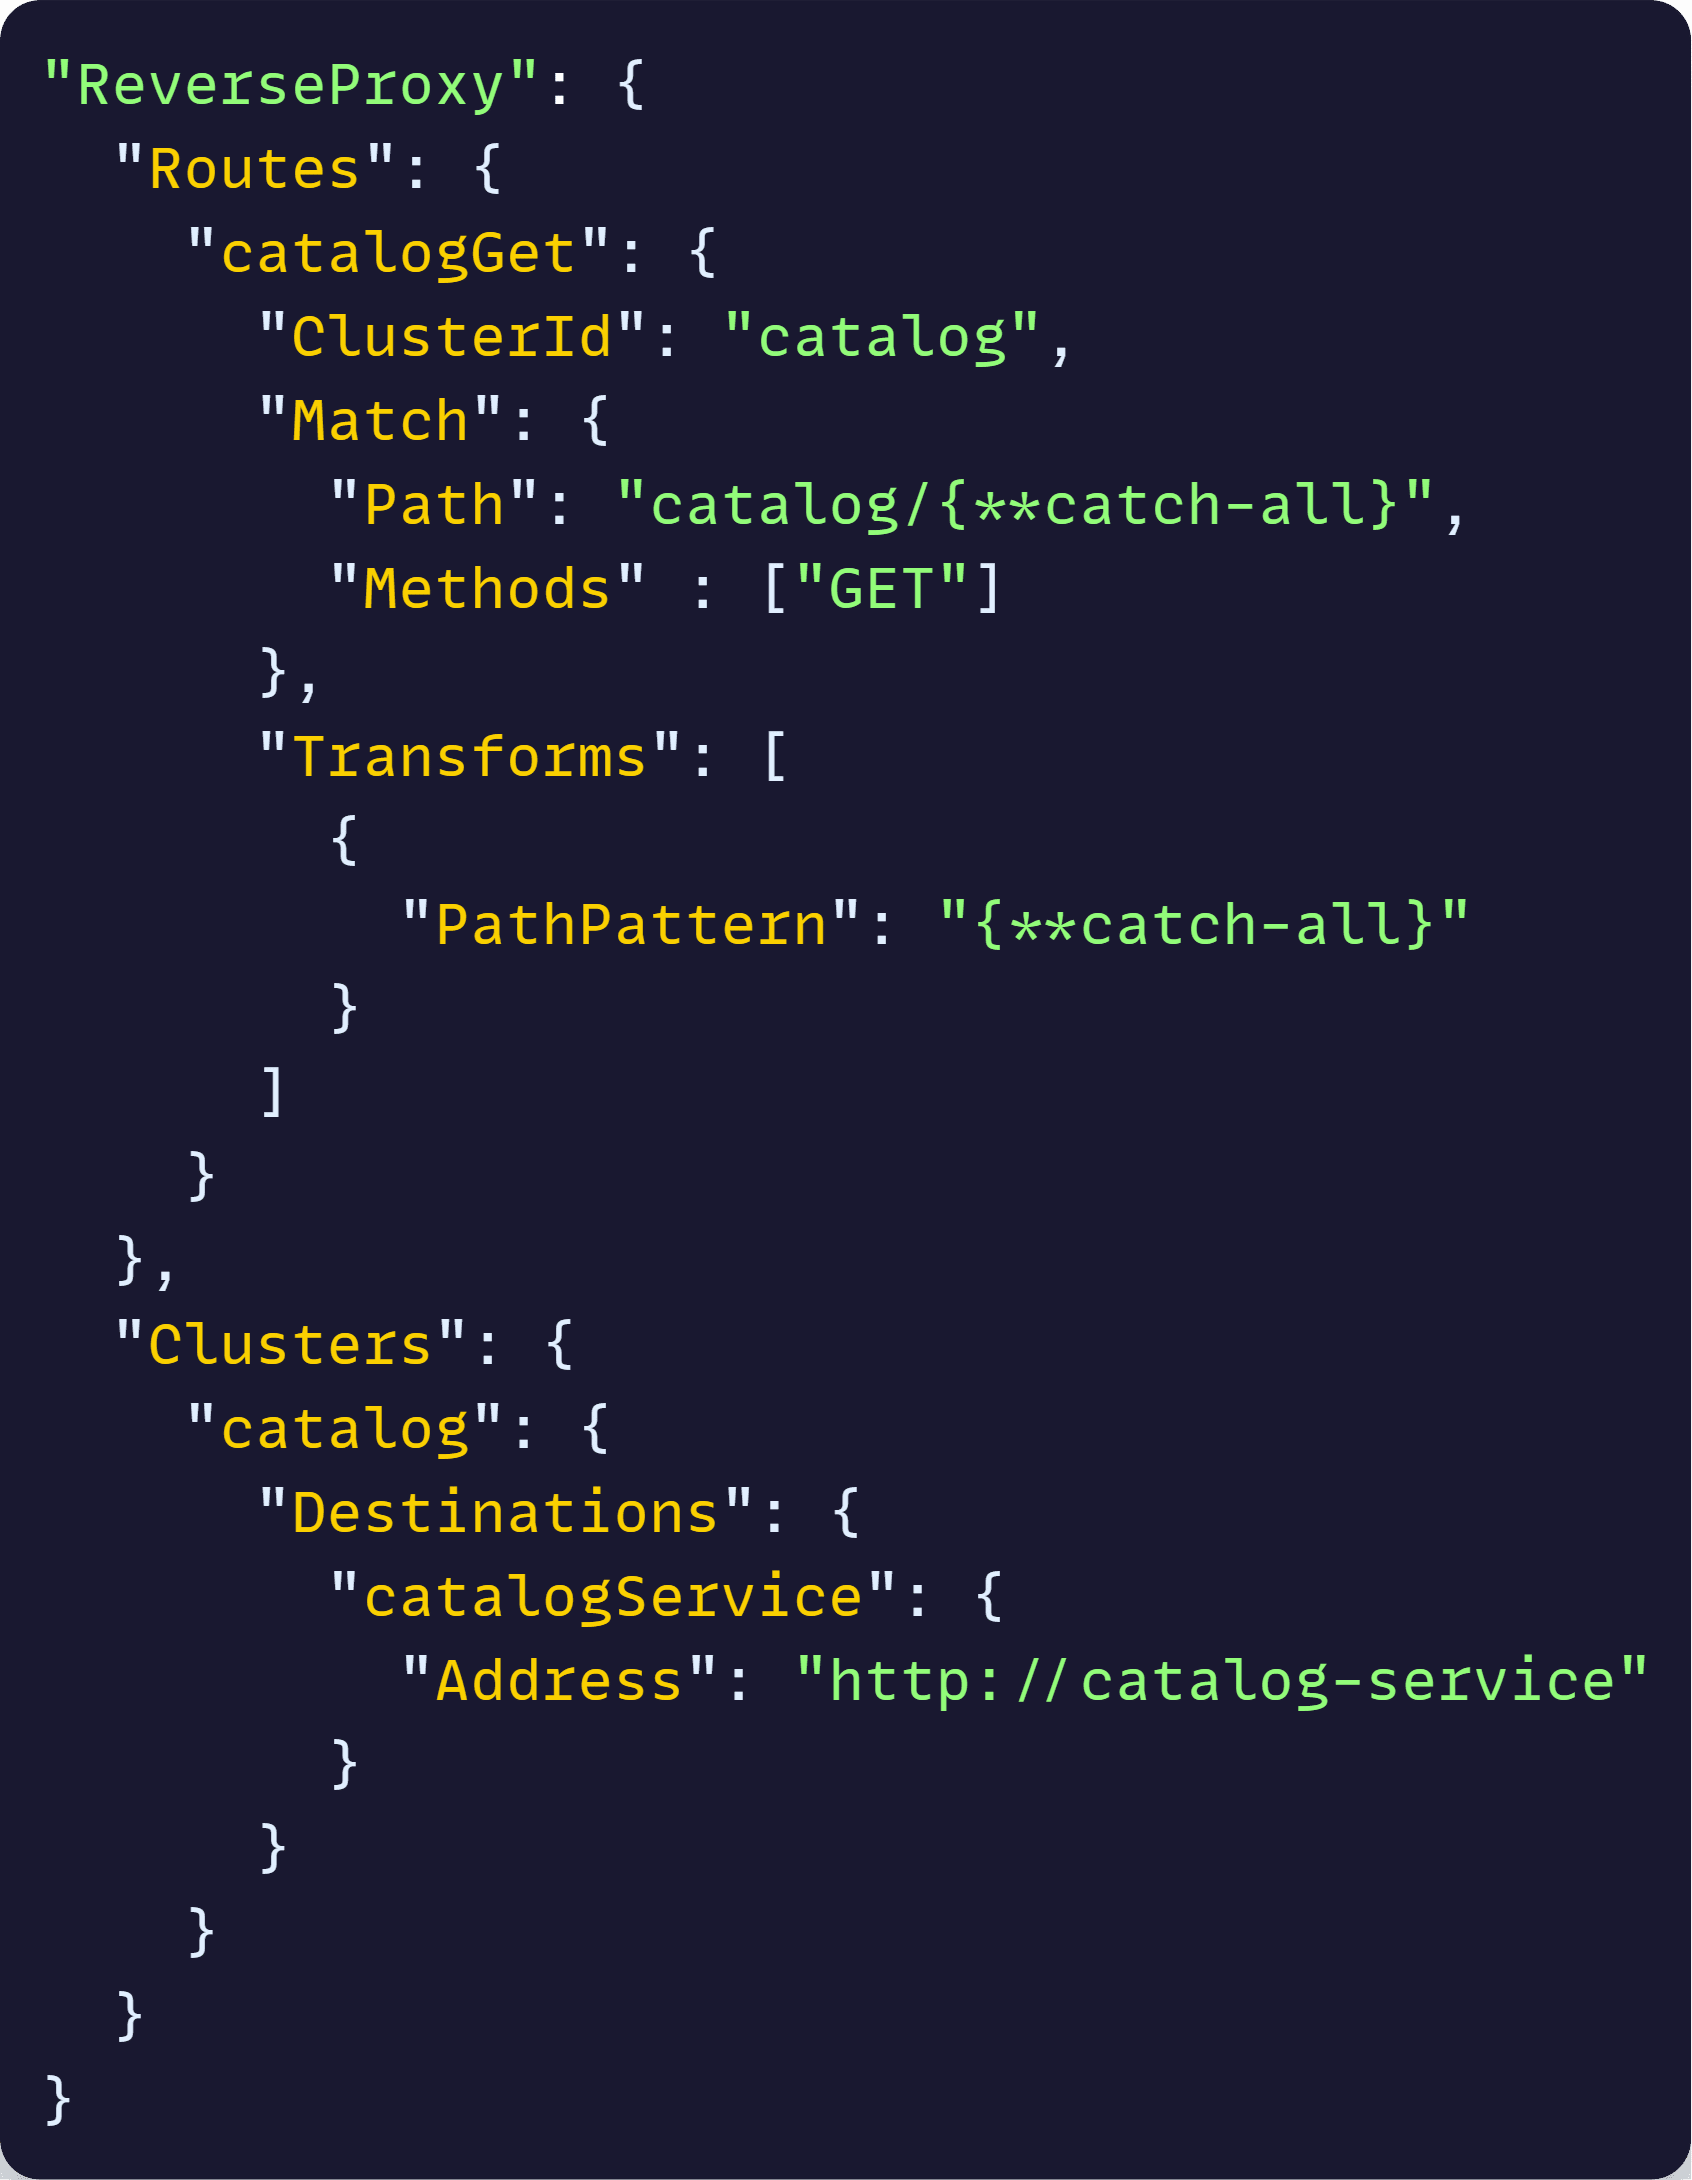 "ReverseProxy": {
  "Routes": {
    "catalogGet": {
      "ClusterId": "catalog",
      "Match": {
        "Path": "catalog/{**catch-all}",
        "Methods" : ["GET"]
      },
      "Transforms": [
        {
          "PathPattern": "{**catch-all}"
        }
      ]
    }
  },
  "Clusters": {
    "catalog": {
      "Destinations": {
        "catalogService": {
          "Address": "http://catalog-service"
        }
      }
    }
  }
}